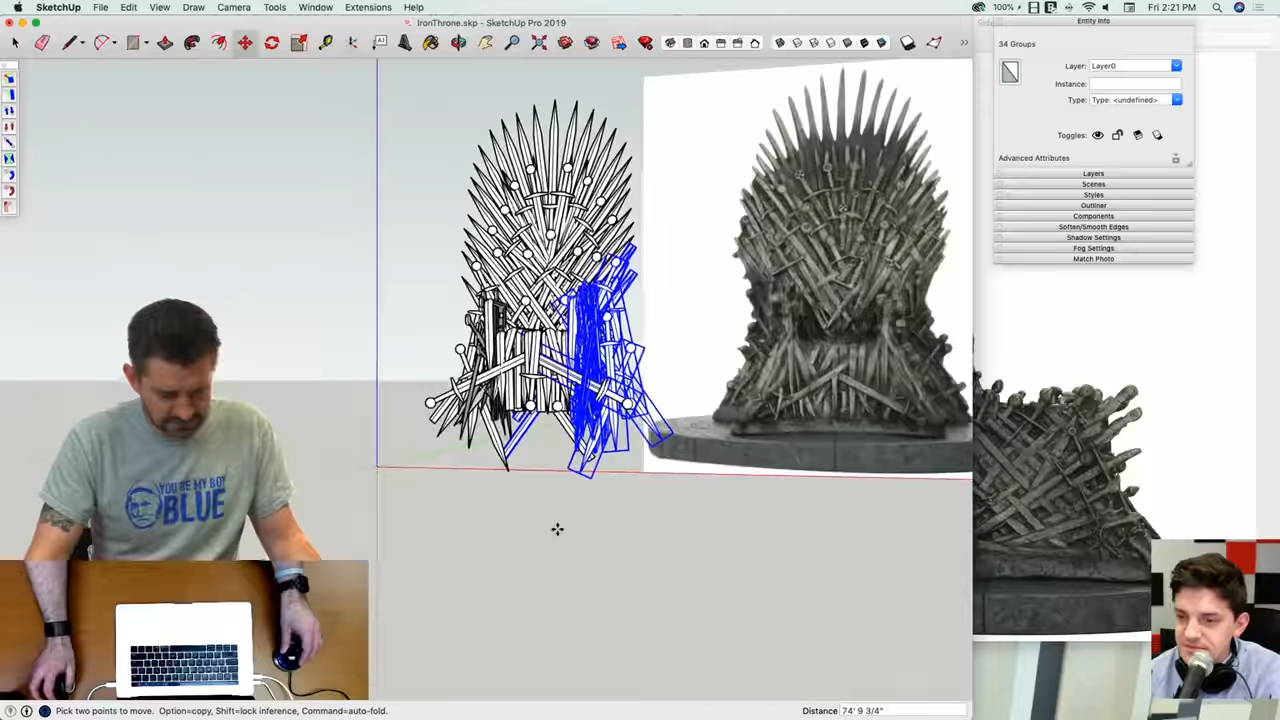 SketchUp File Edit View Draw Camera Tools Window Extensions Help
100% Fri 2:21 PM
IronThrone.skp - SketchUp Pro 2019
Entity Info
34 Groups
Layer: Layer0
Instance:
Type: Type: <undefined>
Toggles:
Advanced Attributes
Layers
Scenes
Styles
Outliner
Components
Soften/Smooth Edges
Shadow Settings
Fog Settings
Match Photo
YOU'RE MY BOY
BLUE
Pick two points to move. Option=copy, Shift=lock inference, Command=auto-fold.
Distance 74' 9 3/4"